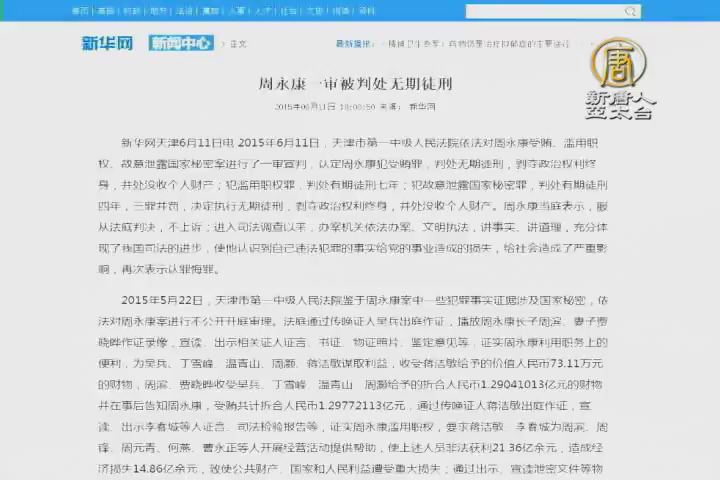 新华网 新闻中心 > 正文
周永康一审被判处无期徒刑
新华网
新唐人
亚太台
新华网天津6月11日电 2015年6月11日，天津市第一中级人民法院依法对周永康受贿、滥用职
权、故意泄露国家秘密案进行了一审宣判，认定周永康犯受贿罪，判处无期徒刑，剥夺政治权利终
身，并处没收个人财产；犯滥用职权罪，判处有期徒刑七年；犯故意泄露国家秘密罪，判处有期徒刑
四年，三罪并罚，决定执行无期徒刑，剥夺政治权利终身，并处没收个人财产。周永康当庭表示，服
从法庭判决，不上诉；进入司法调查以来，办案机关依法办案、文明执法，讲事实、讲道理，充分体
现了我国司法的进步，使他认识到自己违法犯罪的事实给党的事业造成的损失，给社会造成了严重影
响，再次表示认罪悔罪。
2015年5月22日，天津市第一中级人民法院鉴于周永康案中一些犯罪事实证据涉及国家秘密，依
法对周永康案进行不公开开庭审理。法庭通过传唤证人吴兵出庭作证，播放周永康长子周滨、妻子贾
晓晔作证录像，宣读、出示相关证人证言、书证、物证照片、鉴定意见等，证实周永康利用职务上的
便利，为吴兵、丁雪峰、温青山、周灏、蒋洁敏谋取利益，收受蒋洁敏给予的价值人民币73.11万元
的财物，周滨、贾晓晔收受吴兵、丁雪峰、温青山、周灏给予的折合人民币1.29041013亿元的财物
并在事后告知周永康，受贿共计折合人民币1.29772113亿元，通过传唤证人蒋洁敏出庭作证，宣
读、出示李春城等人证言、司法检验报告等，证实周永康滥用职权，要求蒋洁敏、李春城为周滨、周
锋、周元青、何燕、曹永正等人开展经营活动提供帮助，使上述人员非法获利21.36亿余元，造成经
济损失14.86亿余元，致使公共财产、国家和人民利益遭受重大损失；通过出示、宣读泄密文件等物